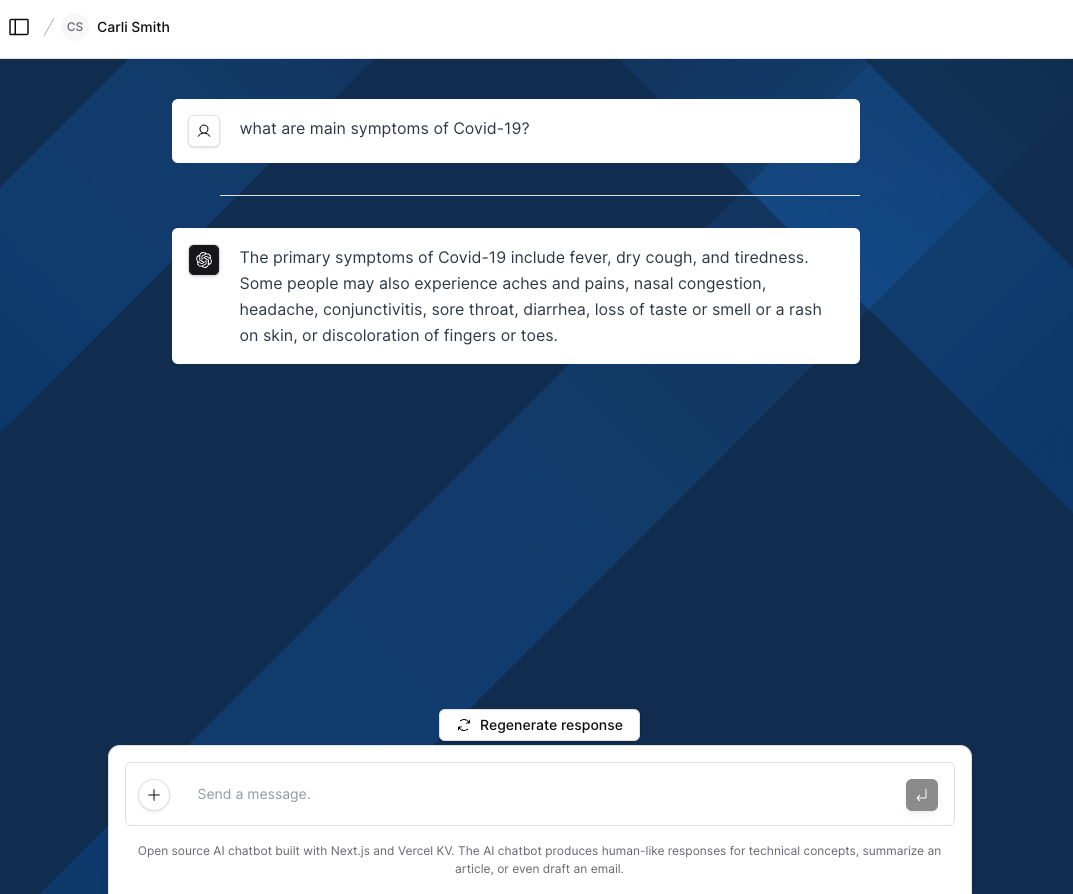 CS Carli Smith
what are main symptoms of Covid-19?
The primary symptoms of Covid-19 include fever, dry cough, and tiredness.
Some people may also experience aches and pains, nasal congestion,
headache, conjunctivitis, sore throat, diarrhea, loss of taste or smell or a rash
on skin, or discoloration of fingers or toes.
Regenerate response
Send a message.
Open source AI chatbot built with Next.js and Vercel KV. The AI chatbot produces human-like responses for technical concepts, summarize an
article, or even draft an email.